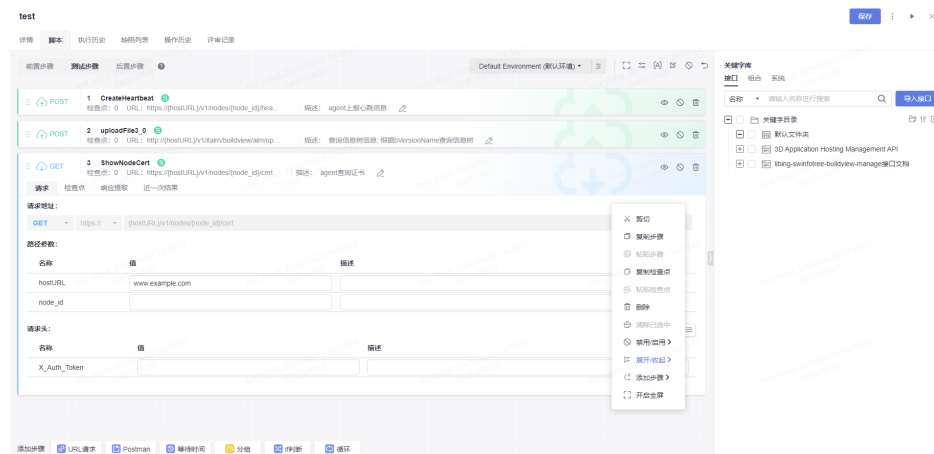 test
保存
详情 脚本 执行历史 缺陷列表 操作历史 评审记录
前置步骤 测试步骤 后置步骤
Default Environment (默认环境)
POST 1 CreateHeartbeat
检查点：0 URL：https://{hostURL}/v1/nodes/{node_id}/hea... 描述： agent上报心跳信息
POST 2 uploadFile3_0
检查点：0 URL：http://{hostURL}/v1/italm/buildview/alm/up... 描述： 查询信息树信息, 根据bVersionName查询信息树
GET 3 ShowNodeCert
检查点：0 URL：https://{hostURL}/v1/nodes/{node_id}/cert 描述： agent查询证书
请求 检查点 响应提取 近一次结果
请求地址：
GET https:// {hostURL}/v1/nodes/{node_id}/cert
路径参数：
名称 值 描述
hostURL www.example.com
node_id
请求头：
名称 值 描述
X_Auth_Token
剪切
复制步骤
粘贴步骤
复制检查点
粘贴检查点
删除
清除已选中
禁用/启用
展开/收起
添加步骤
开启全屏
添加步骤 URL请求 Postman 等待时间 分组 if判断 循环
关键字库
接口 组合 系统
名称 请输入名称进行搜索 导入接口
关键字目录
默认文件夹
3D Application Hosting Management API
libing-swinfotree-buildview-manage接口文档